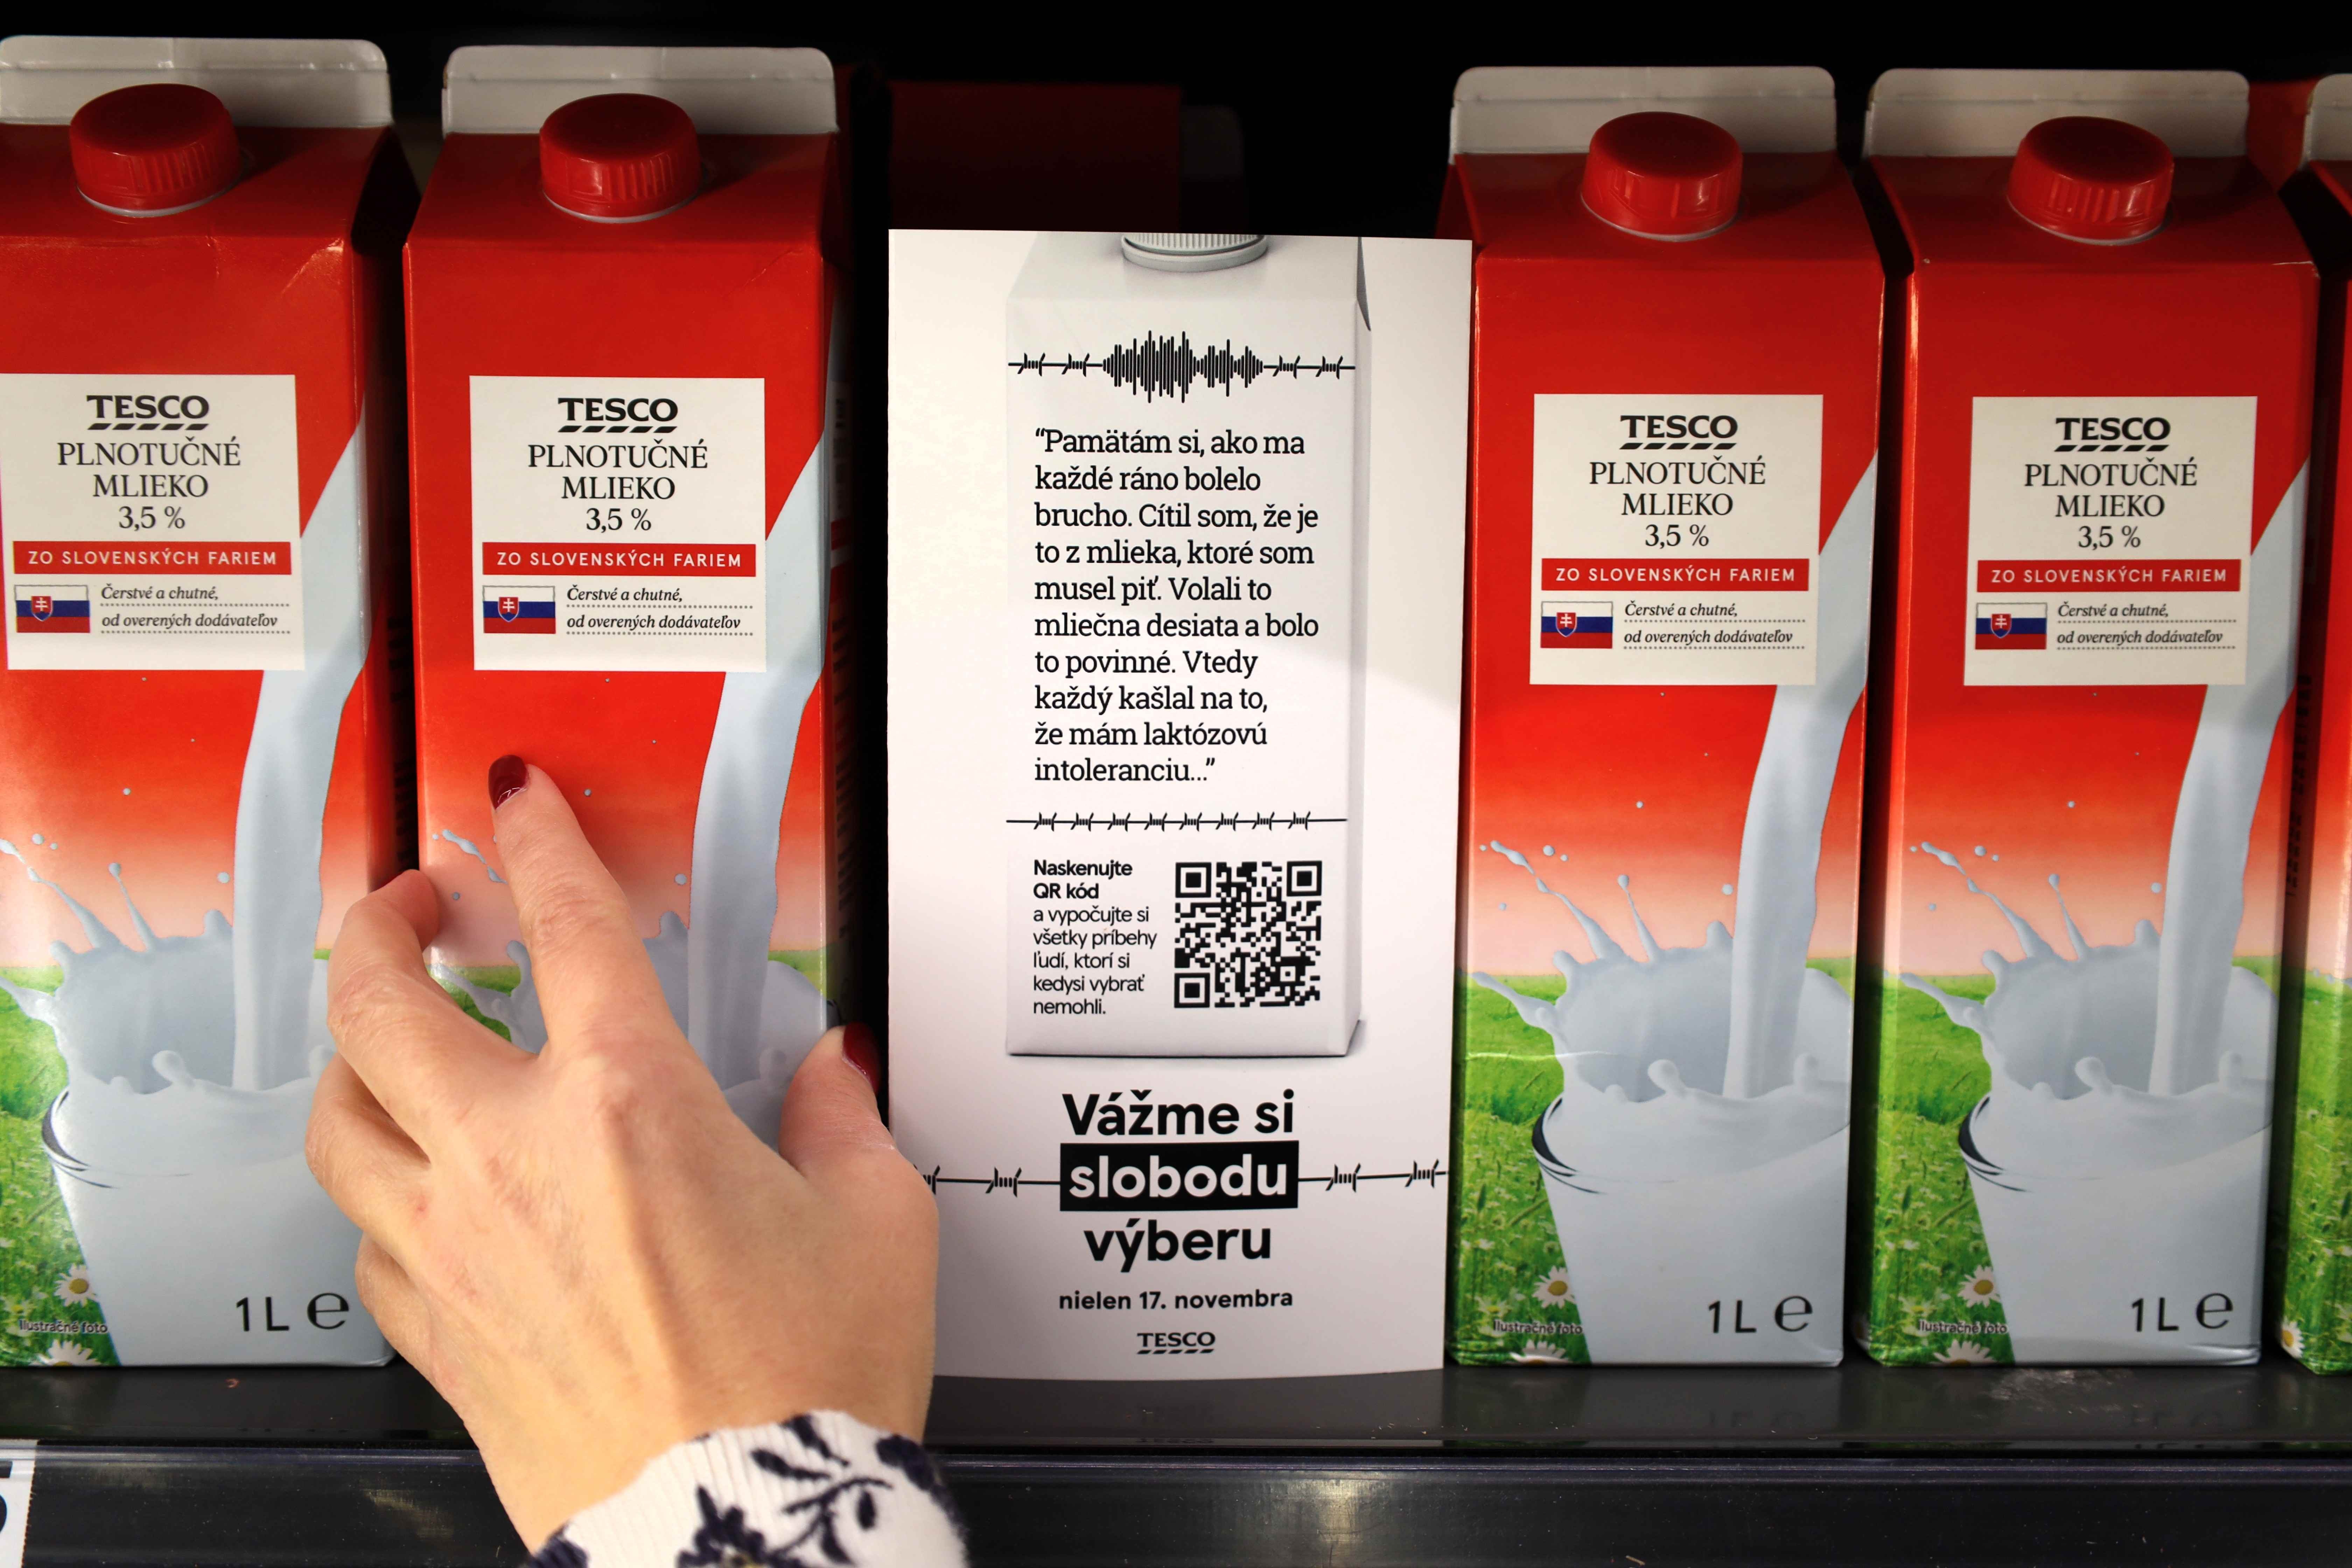 TESCO
PLNOTUČNÉ
MLIEKO
3,5 %
ZO SLOVENSKÝCH FARIEM
Čerstvé a chutné,
od overených dodávateľov
1 L e
Ilustračné foto
TESCO
PLNOTUČNÉ
MLIEKO
3,5 %
ZO SLOVENSKÝCH FARIEM
Čerstvé a chutné,
od overených dodávateľov
“Pamätám si, ako ma
každé ráno bolelo
brucho. Cítil som, že je
to z mlieka, ktoré som
musel piť. Volali to
mliečna desiata a bolo
to povinné. Vtedy
každý kašlal na to,
že mám laktózovú
intoleranciu...”
Naskenujte
QR kód
a vypočujte si
všetky príbehy
ľudí, ktorí si
kedysi vybrať
nemohli.
Vážme si
slobodu
výberu
nielen 17. novembra
TESCO
TESCO
PLNOTUČNÉ
MLIEKO
3,5 %
ZO SLOVENSKÝCH FARIEM
Čerstvé a chutné,
od overených dodávateľov
1 L e
Ilustračné foto
TESCO
PLNOTUČNÉ
MLIEKO
3,5 %
ZO SLOVENSKÝCH FARIEM
Čerstvé a chutné,
od overených dodávateľov
1 L e
Ilustračné foto